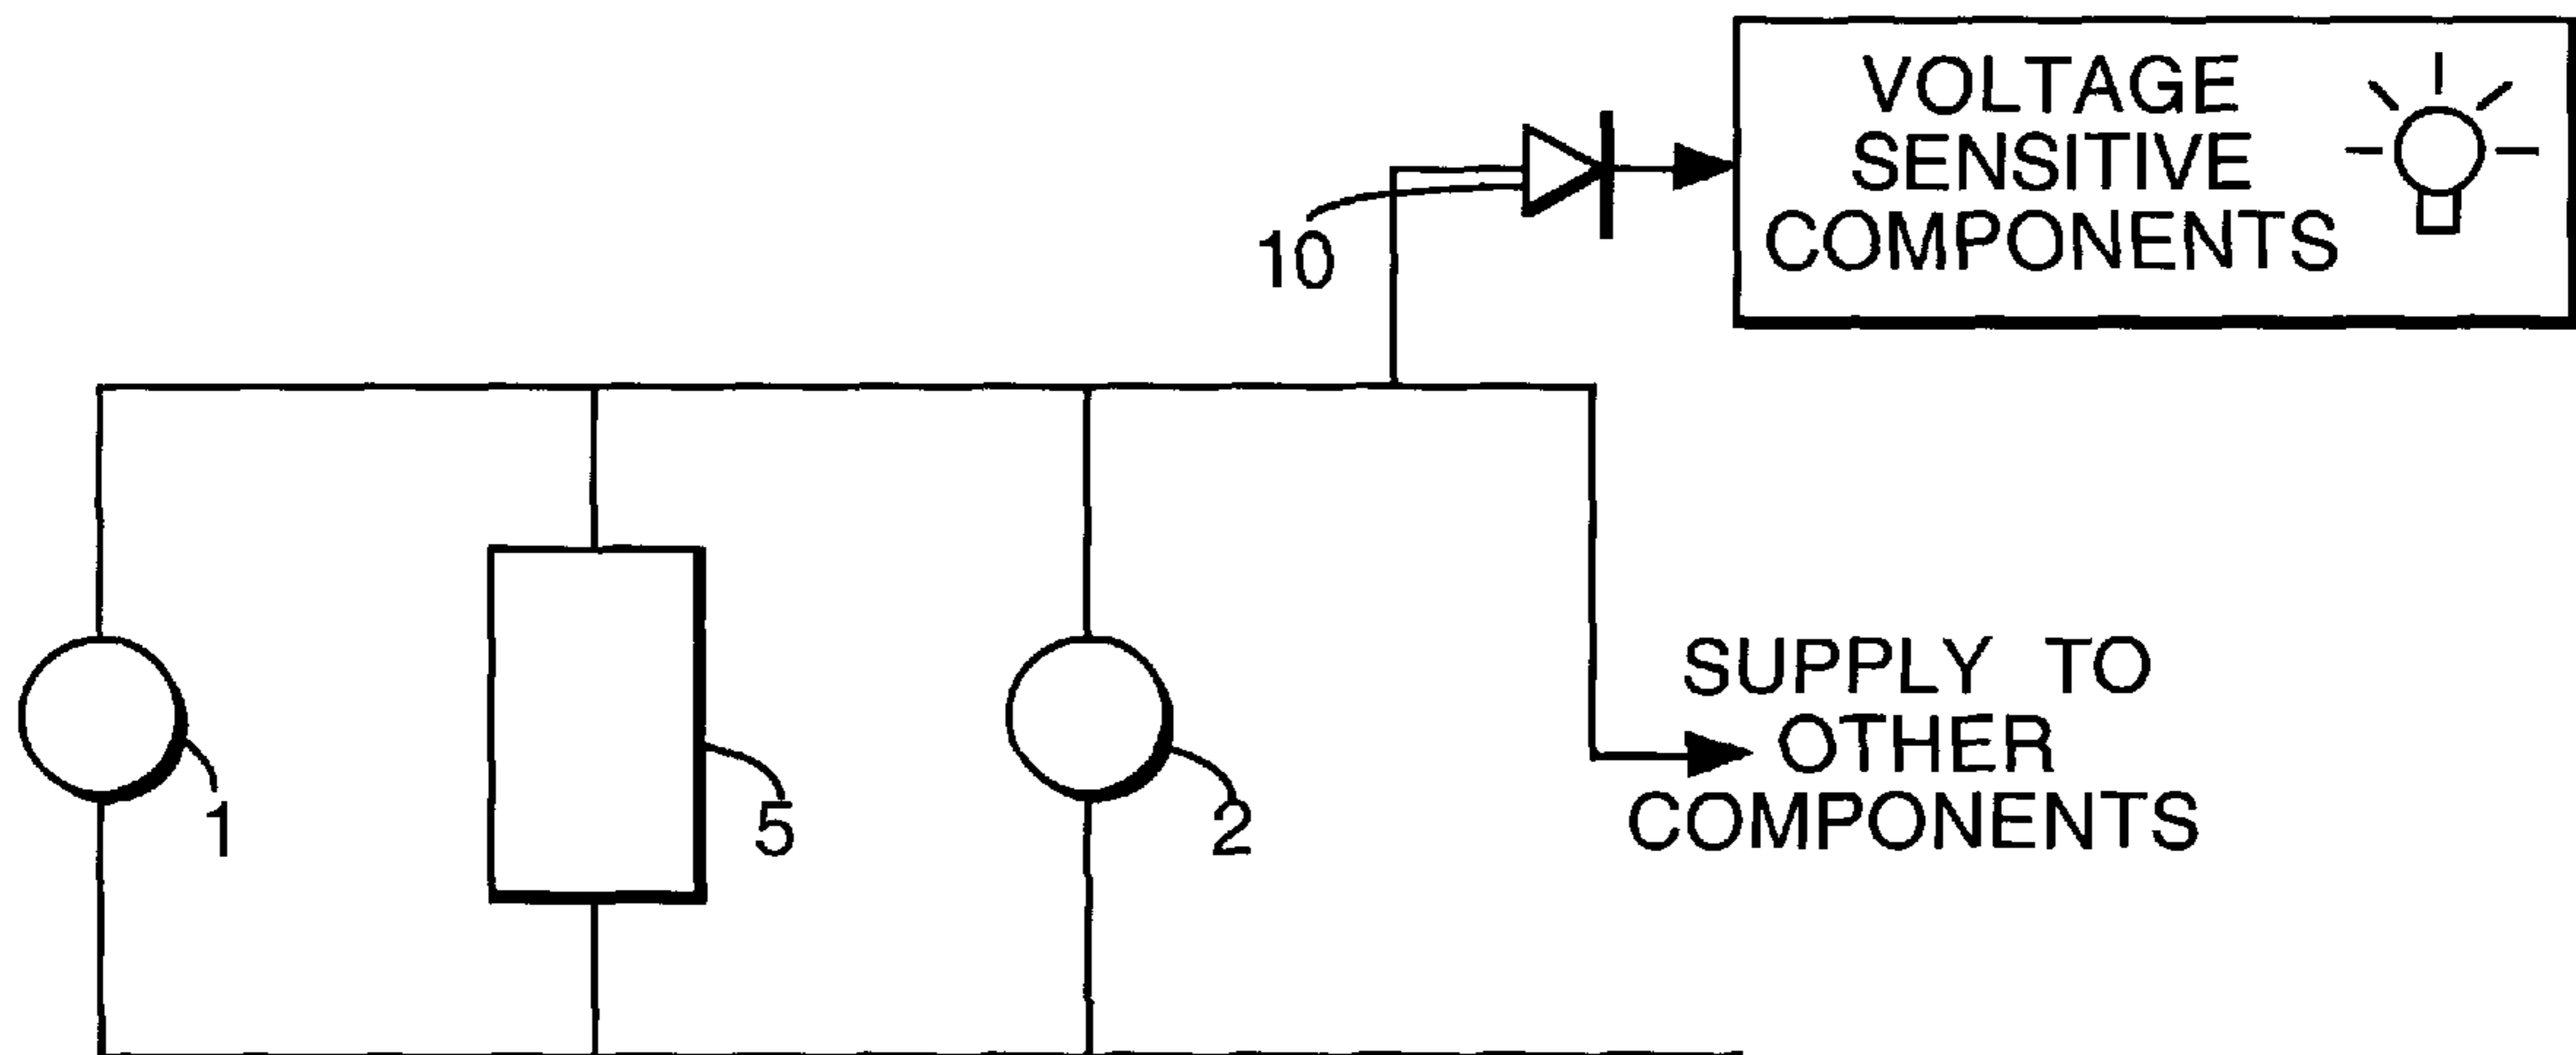 VOLTAGE
SENSITIVE
COMPONENTS
10
SUPPLY TO
OTHER
COMPONENTS
1
5
2